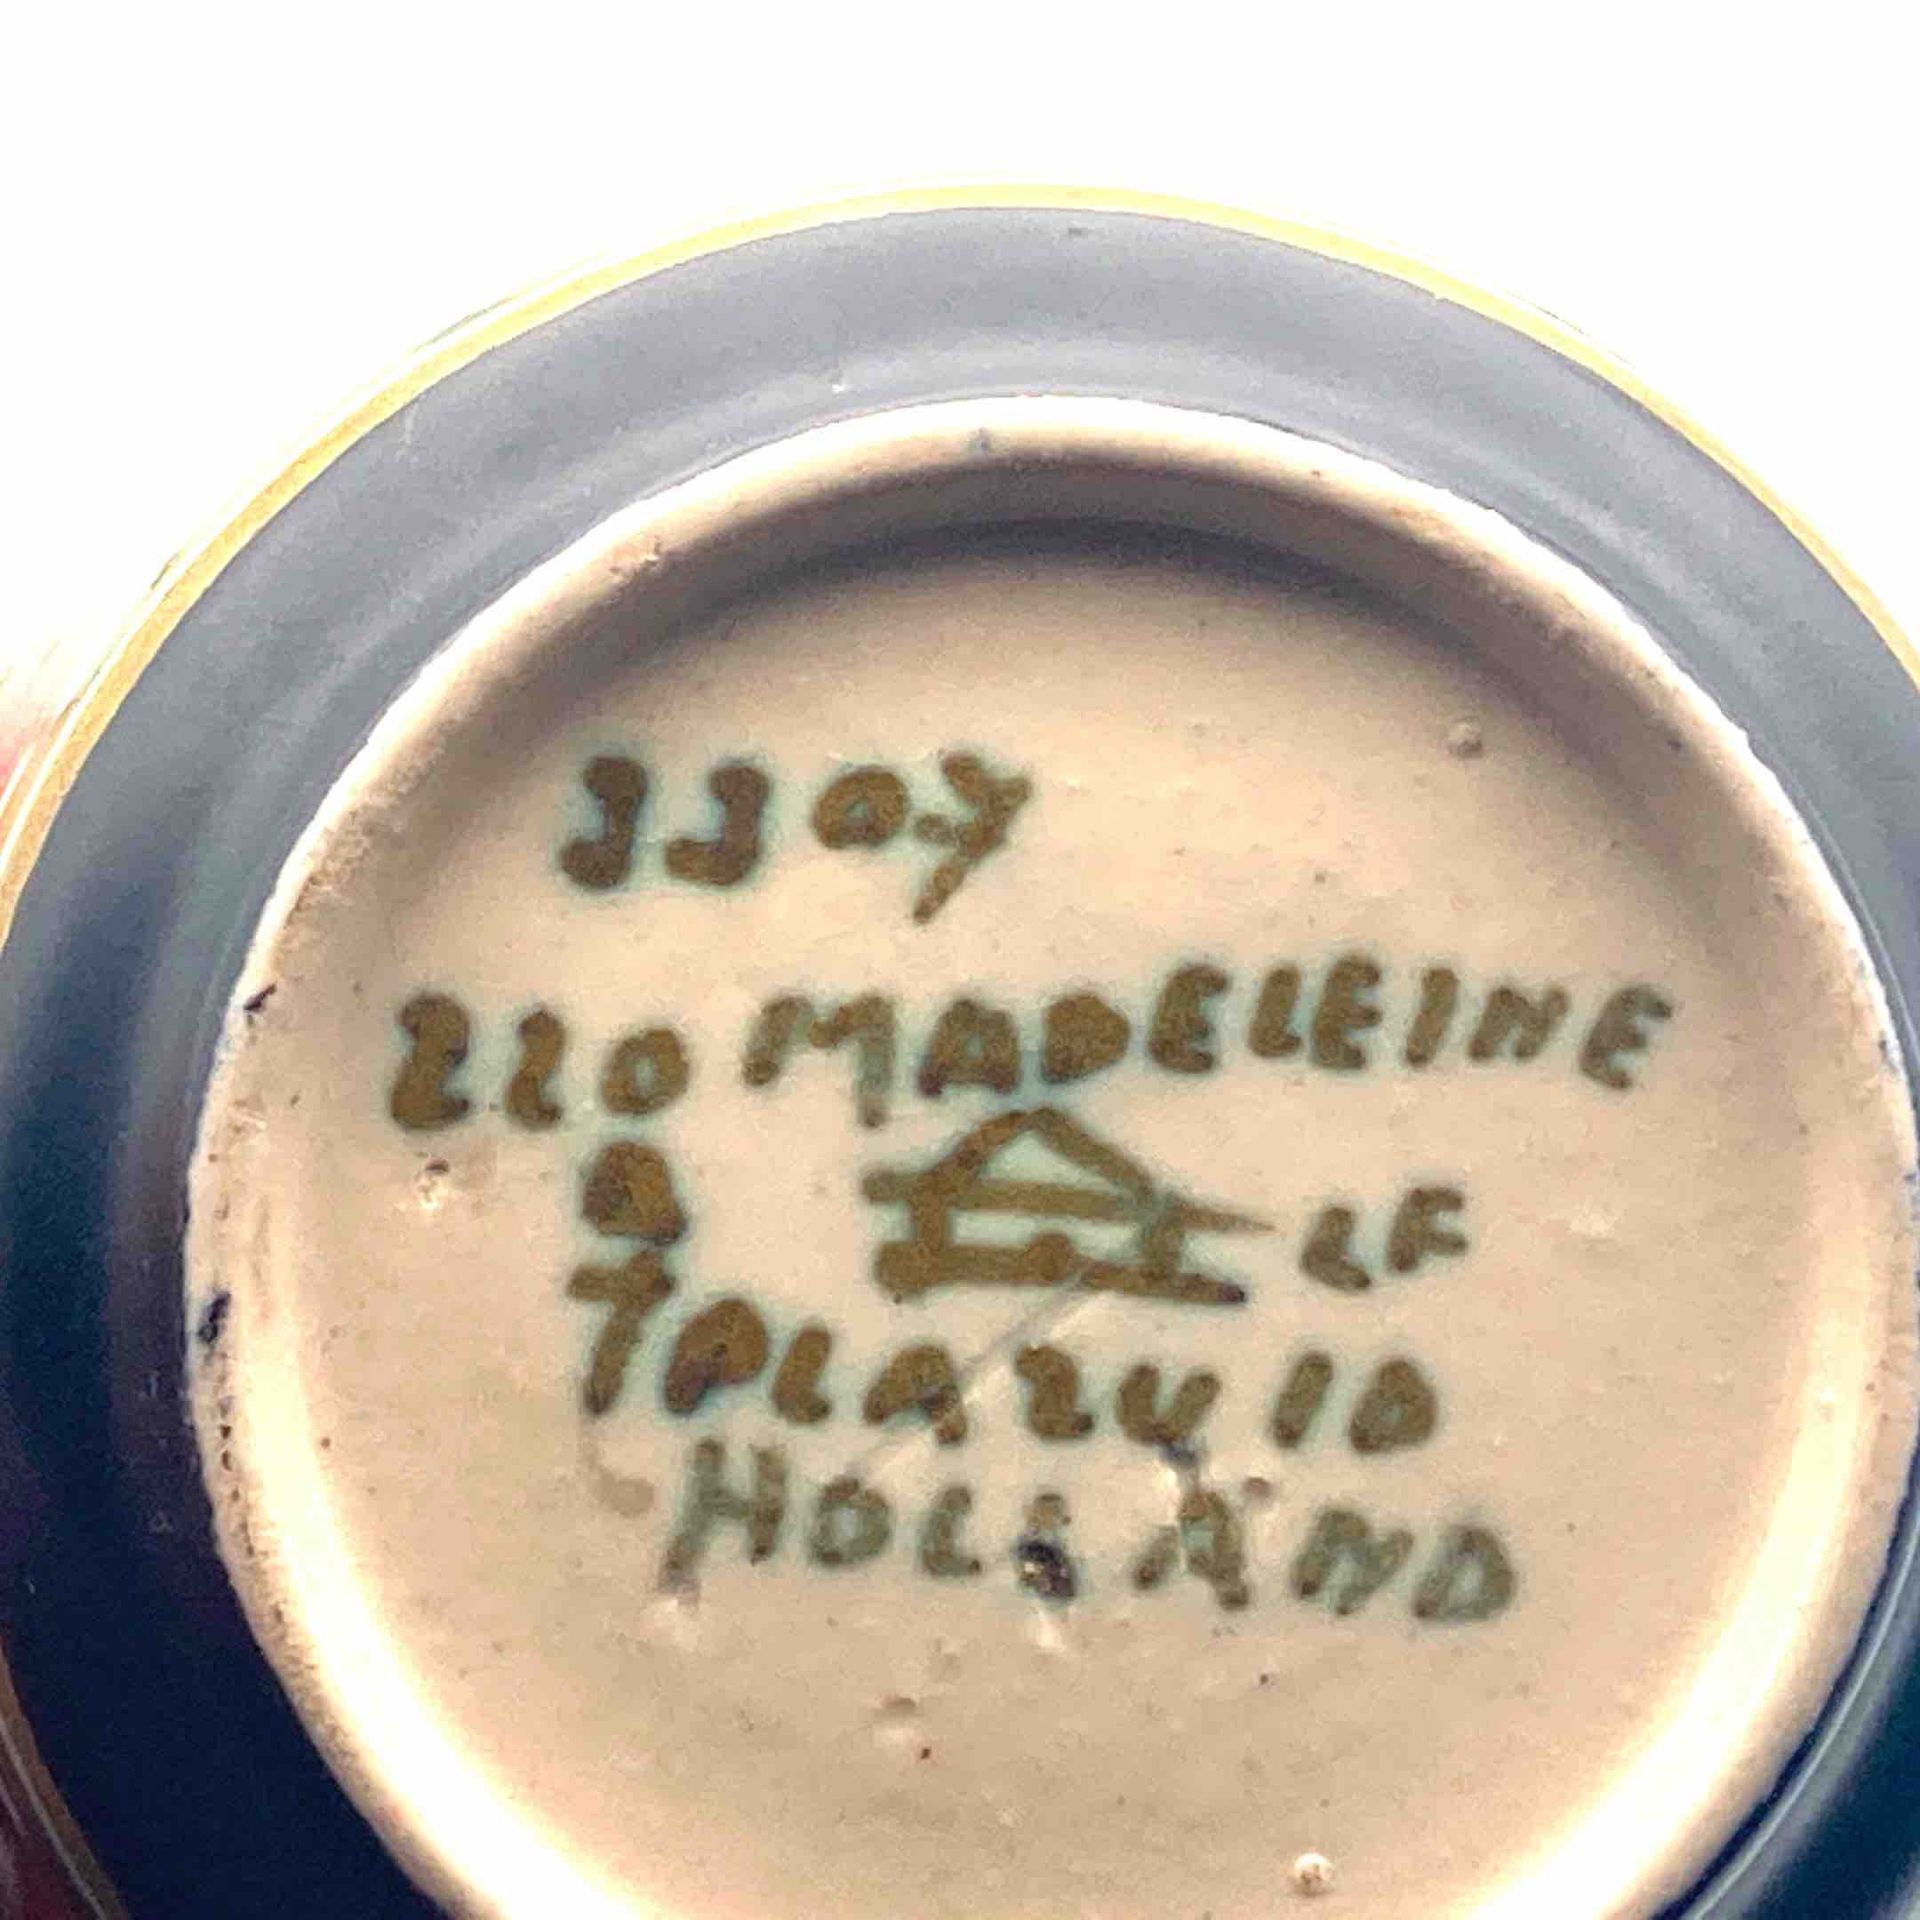 3307
220 MADELEINE
D LF
PLAZUID
HOLLAND